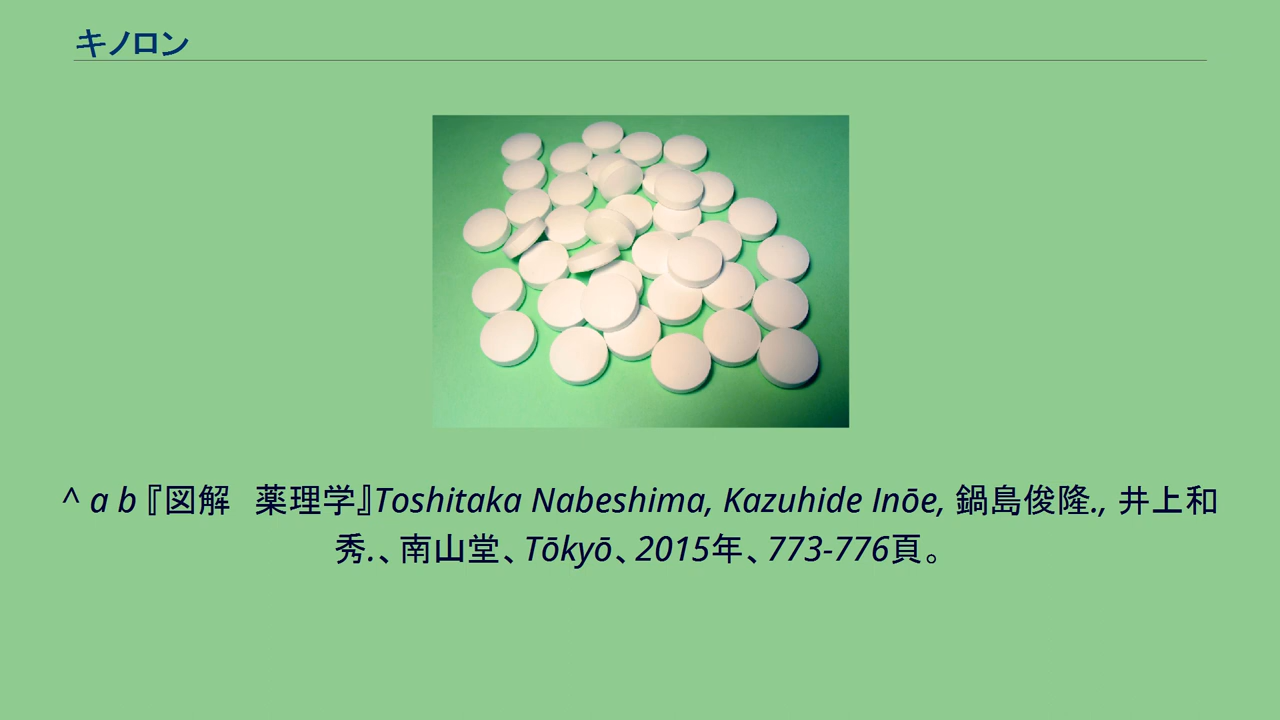 キノロン
^ a b 『図解　薬理学』Toshitaka Nabeshima, Kazuhide Inōe, 鍋島俊隆., 井上和
秀.、南山堂、Tōkyō、2015年、773-776頁。